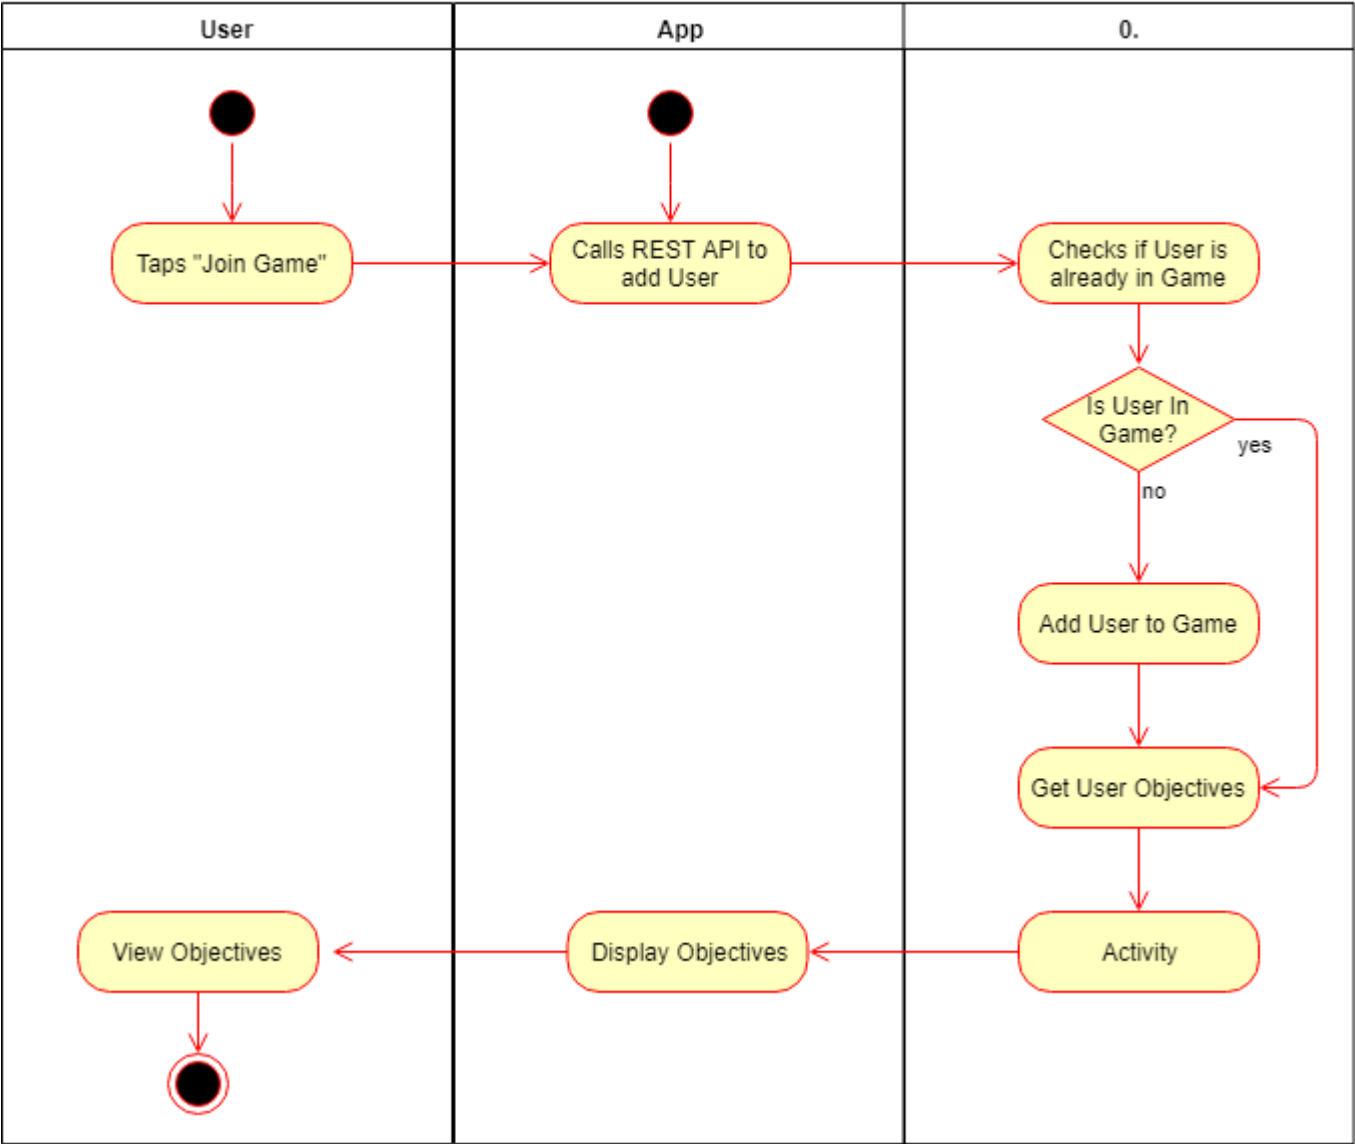 User
App
0.
Taps "Join Game"
Calls REST API to
add User
Checks if User is
already in Game
Is User In
Game?
yes
no
Add User to Game
Get User Objectives
View Objectives
Display Objectives
Activity